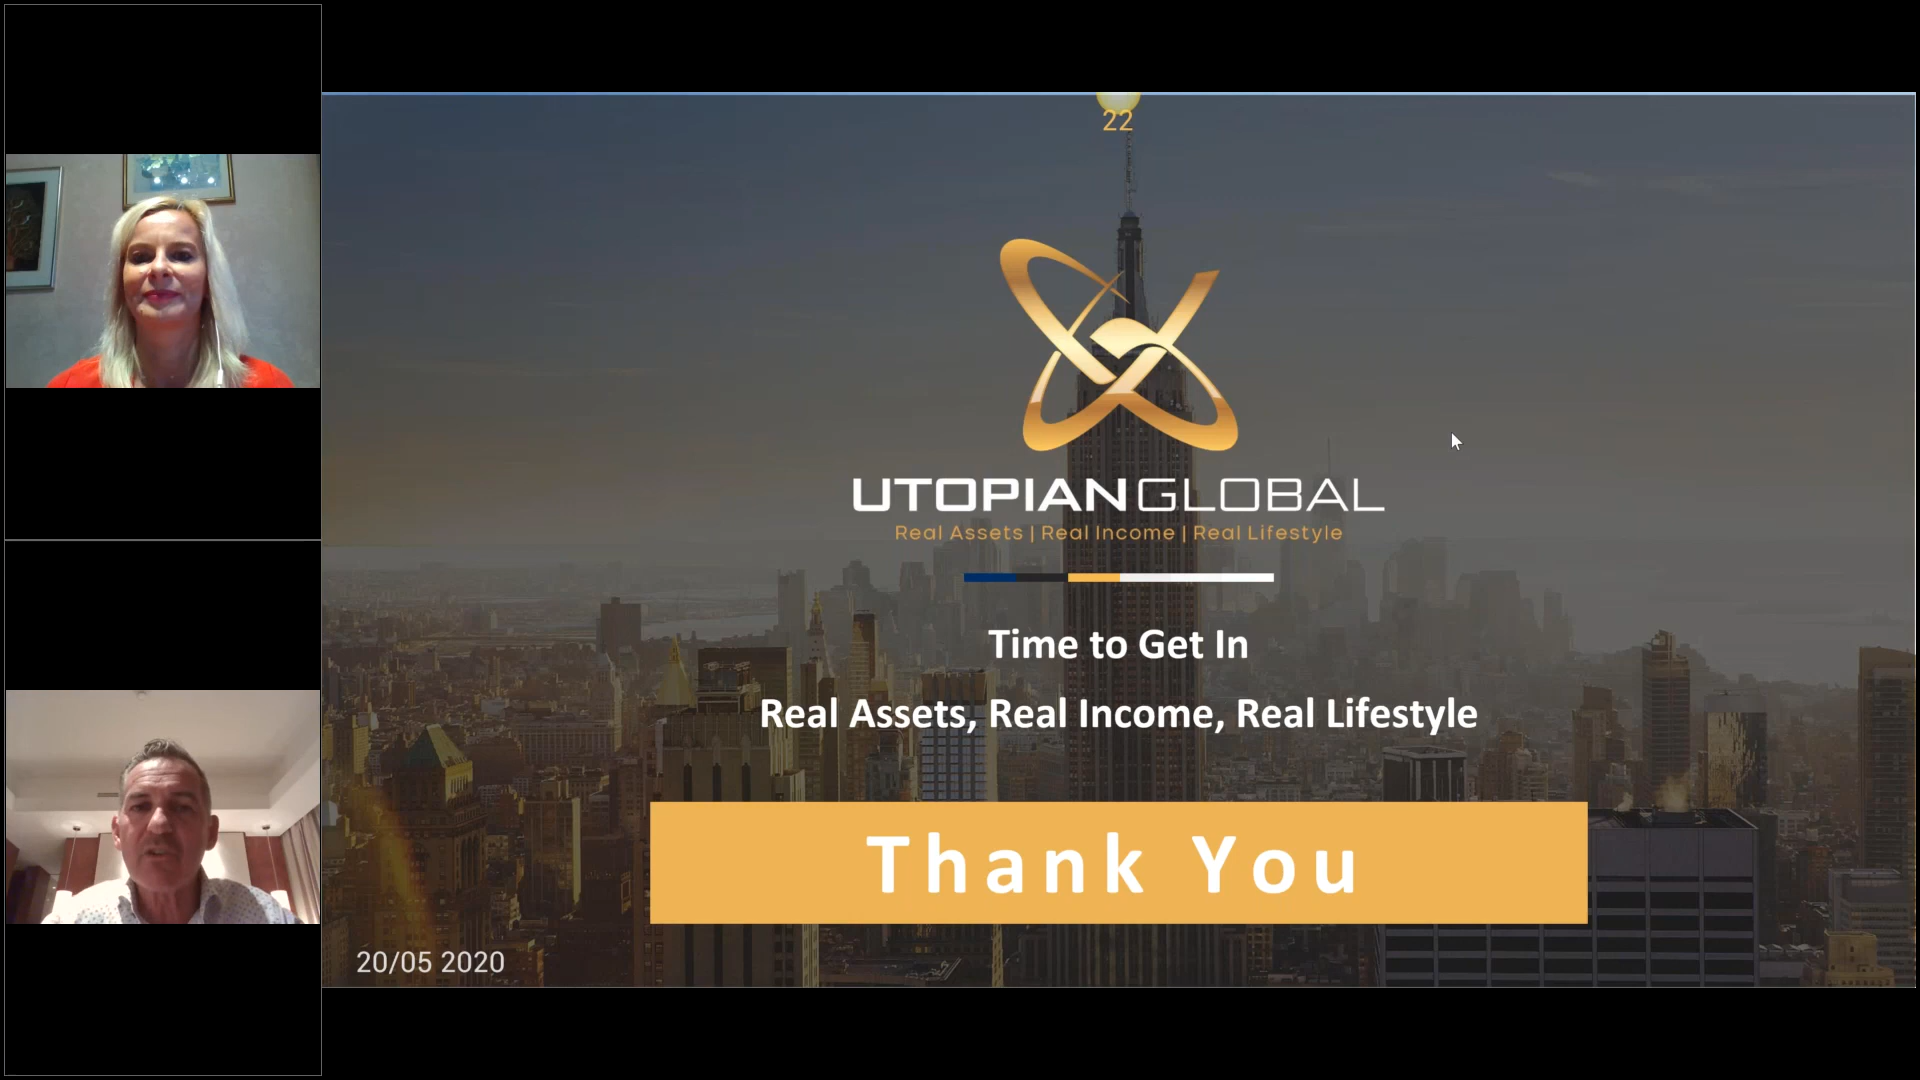 22
UTOPIANGLOBAL
Real Assets | Real Income | Real Lifestyle
Time to Get In
Real Assets, Real Income, Real Lifestyle
Thank You
20/05 2020